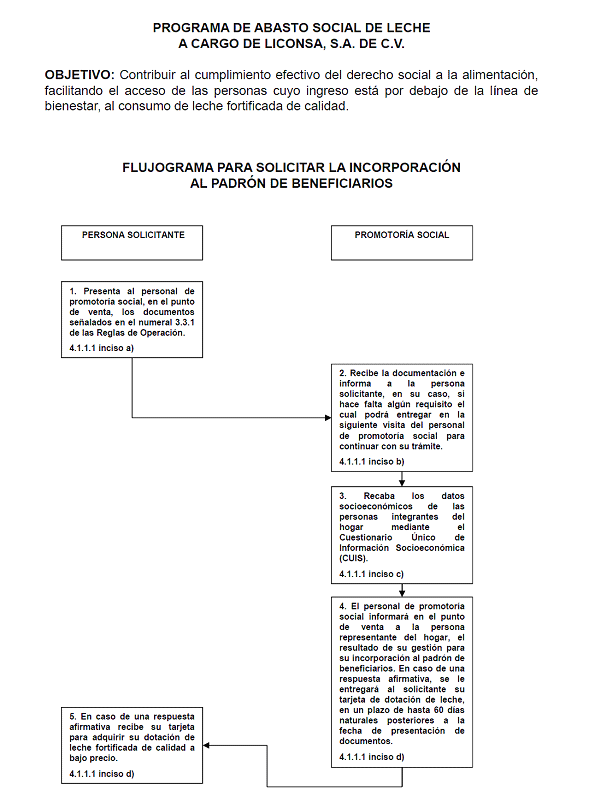 PROGRAMA DE ABASTO SOCIAL DE LECHE
A CARGO DE LICONSA, S.A. DE C.V.
OBJETIVO: Contribuir al cumplimiento efectivo del derecho social a la alimentación,
facilitando el acceso de las personas cuyo ingreso está por debajo de la línea de
bienestar, al consumo de leche fortificada de calidad.
FLUJOGRAMA PARA SOLICITAR LA INCORPORACIÓN
AL PADRÓN DE BENEFICIARIOS
PERSONA SOLICITANTE
PROMOTORÍA SOCIAL
1. Presenta al personal de
promotoría social, en el punto
de venta, los documentos
señalados en el numeral 3.3.1
de las Reglas de Operación.
4.1.1.1 inciso a)
2. Recibe la documentación e
informa a la persona
solicitante, en su caso, si
hace falta algún requisito el
cual podrá entregar en la
siguiente visita del personal
de promotoría social para
continuar con su trámite.
4.1.1.1 inciso b)
3. Recaba los datos
socioeconómicos de las
personas integrantes del
hogar mediante el
Cuestionario Único de
Información Socioeconómica
(CUIS).
4.1.1.1 inciso c)
4. El personal de promotoría
social informará en el punto
de venta a la persona
representante del hogar, el
resultado de su gestión para
su incorporación al padrón de
beneficiarios. En caso de una
respuesta afirmativa, se le
entregará al solicitante su
tarjeta de dotación de leche,
en un plazo de hasta 60 días
naturales posteriores a la
fecha de presentación de
documentos.
4.1.1.1 inciso d)
5. En caso de una respuesta
afirmativa recibe su tarjeta
para adquirir su dotación de
leche fortificada de calidad a
bajo precio.
4.1.1.1 inciso d)